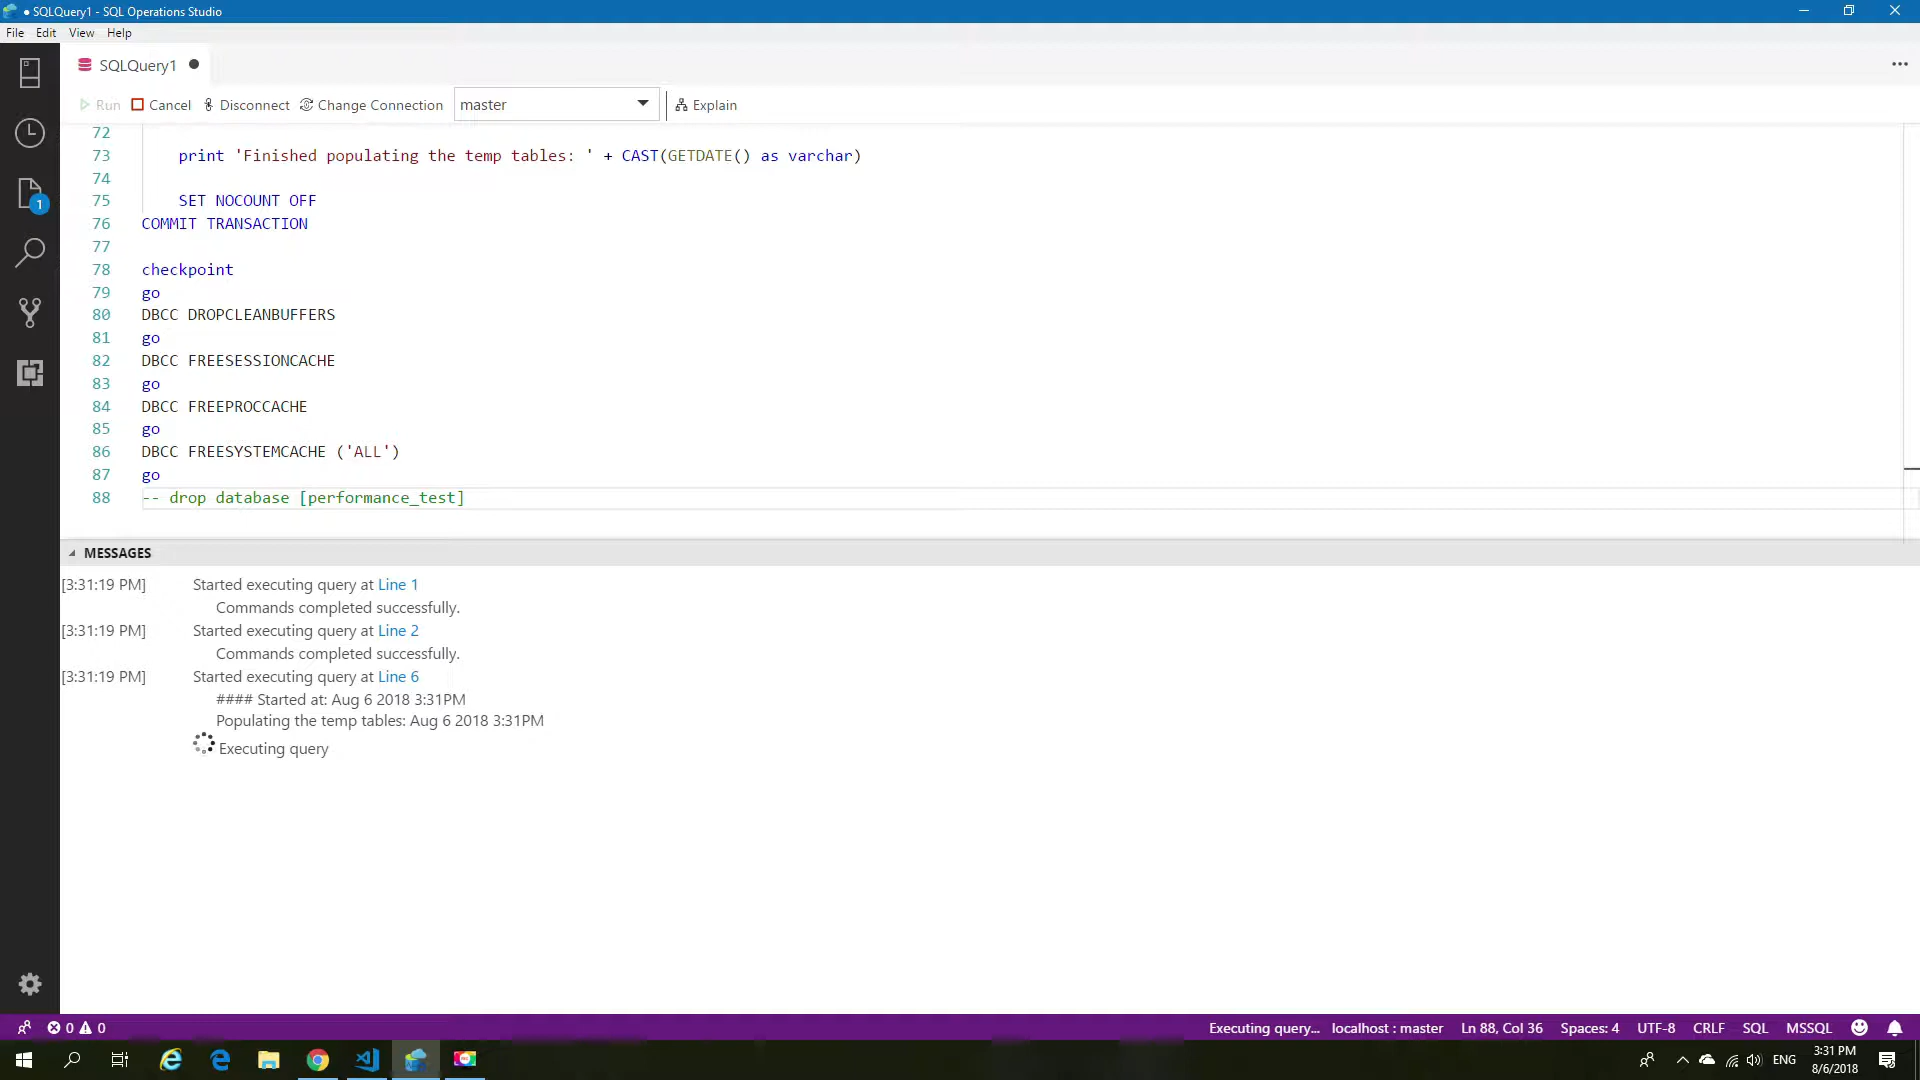 ● SQLQuery1 - SQL Operations Studio
File Edit View Help
SQLQuery1 ●
Run Cancel Disconnect Change Connection master Explain
72
73 print 'Finished populating the temp tables: ' + CAST(GETDATE() as varchar)
74
75 SET NOCOUNT OFF
76 COMMIT TRANSACTION
77
78 checkpoint
79 go
80 DBCC DROPCLEANBUFFERS
81 go
82 DBCC FREESESSIONCACHE
83 go
84 DBCC FREEPROCCACHE
85 go
86 DBCC FREESYSTEMCACHE ('ALL')
87 go
88 -- drop database [performance_test]
1
MESSAGES
[3:31:19 PM] Started executing query at Line 1
Commands completed successfully.
[3:31:19 PM] Started executing query at Line 2
Commands completed successfully.
[3:31:19 PM] Started executing query at Line 6
#### Started at: Aug 6 2018 3:31PM
Populating the temp tables: Aug 6 2018 3:31PM
Executing query
0 0 Executing query... localhost : master Ln 88, Col 36 Spaces: 4 UTF-8 CRLF SQL MSSQL
ENG 3:31 PM
8/6/2018